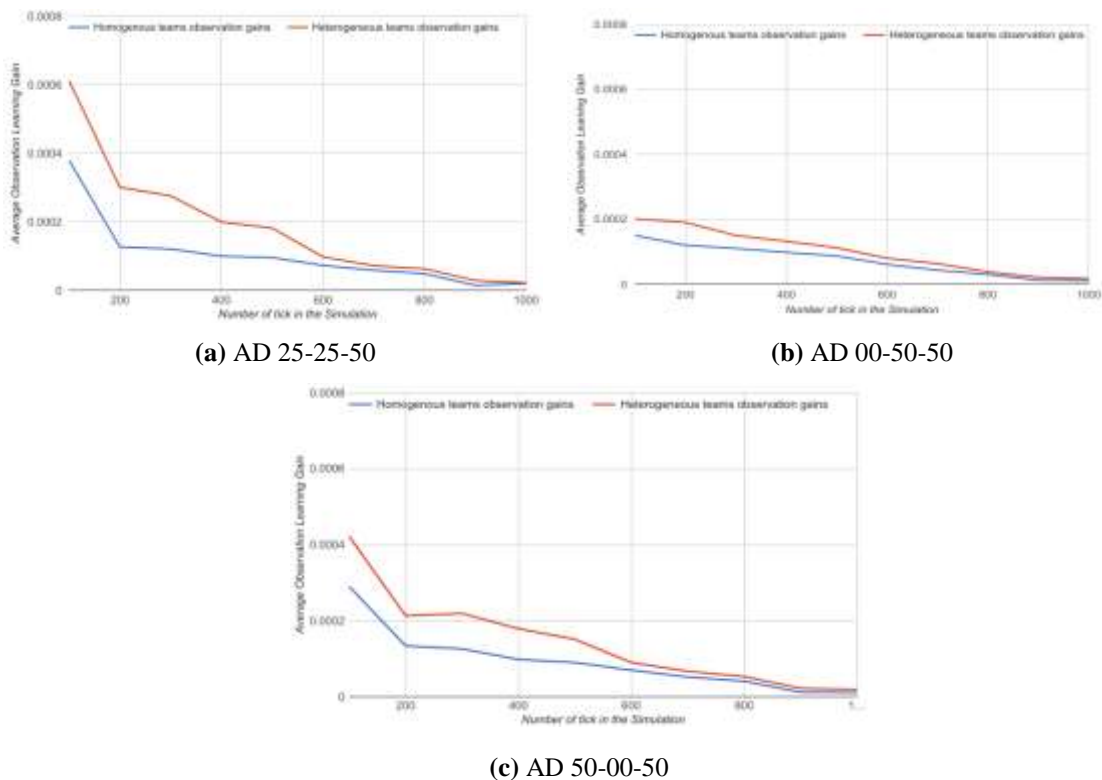 0.0008
Homogenous teams observation gains
Heterogeneous teams observation gains
Average Observation Learning Gain
0.0006
0.0004
0.0002
0
200
400
600
800
1000
Number of tick in the Simulation
(a) AD 25-25-50
0.0008
Homogenous teams observation gains
Heterogeneous teams observation gains
Average Observation Learning Gain
0.0006
0.0004
0.0002
0
200
400
600
800
1000
Number of tick in the Simulation
(b) AD 00-50-50
0.0008
Homogenous teams observation gains
Heterogeneous teams observation gains
Average Observation Learning Gain
0.0006
0.0004
0.0002
0
200
400
600
800
1...
Number of tick in the Simulation
(c) AD 50-00-50